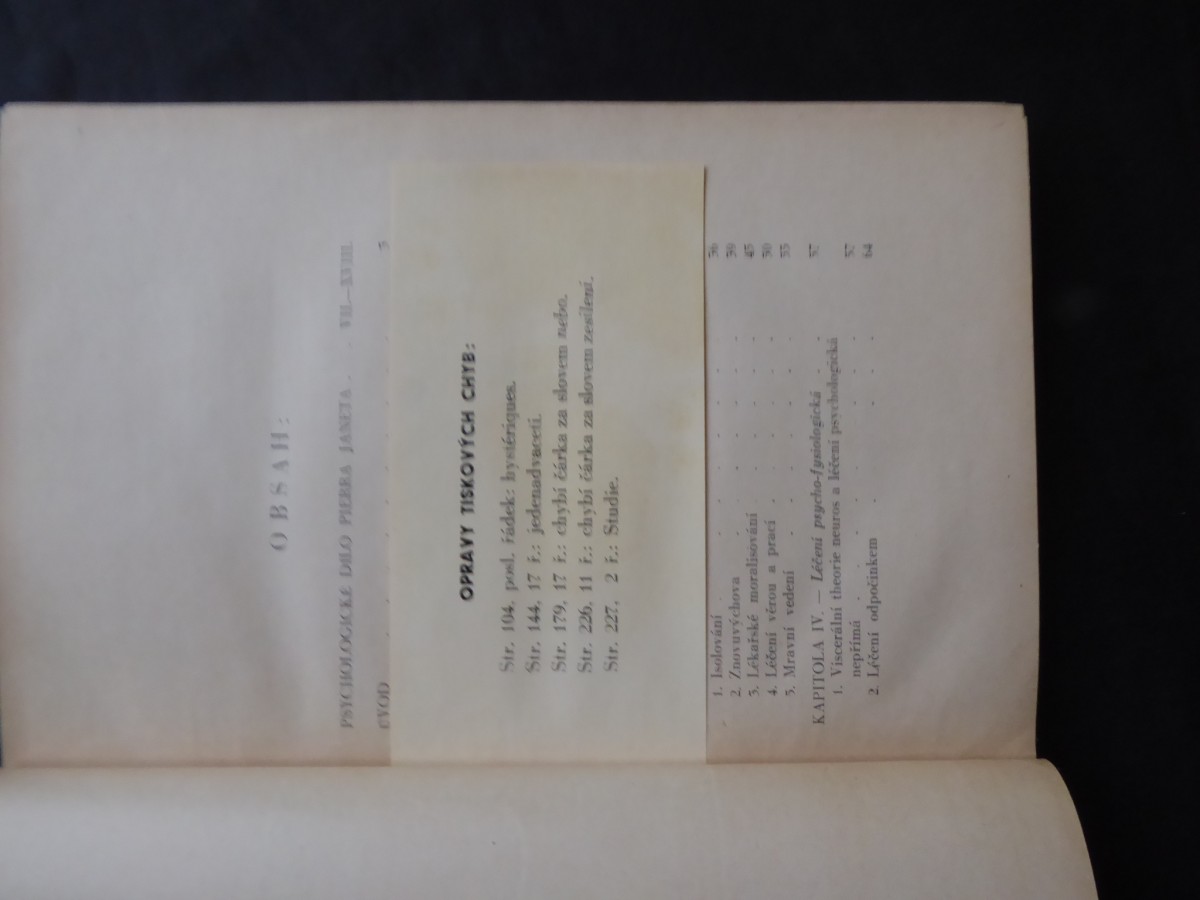 OBSAH:
PSYCHOLOGICKÉ DÍLO PIERRA JANETA . . VII.—XVIII.
ÚVOD . . . . . 3
OPRAVY TISKOVÝCH CHYB:
Str. 104, posl. řádek: hystériques.
Str. 144, 17 ř.: jedenadvaceti.
Str. 179, 17 ř.: chybí čárka za slovem nebo.
Str. 226, 11 ř.: chybí čárka za slovem zesílení.
Str. 227, 2 ř.: Studie.
1. Isolování . . . . . . 36
2. Znovuvýchova . . . . . . 39
3. Lékařské moralisování . . . . . 45
4. Léčení věrou a prací . . . . . 50
5. Mravní vedení . . . . . . 55
KAPITOLA IV. — Léčení psycho-fysiologická . . 57
1. Viscerální theorie neuros a léčení psychologická
nepřímá . . . . . . . 57
2. Léčení odpočinkem . . . . . 64